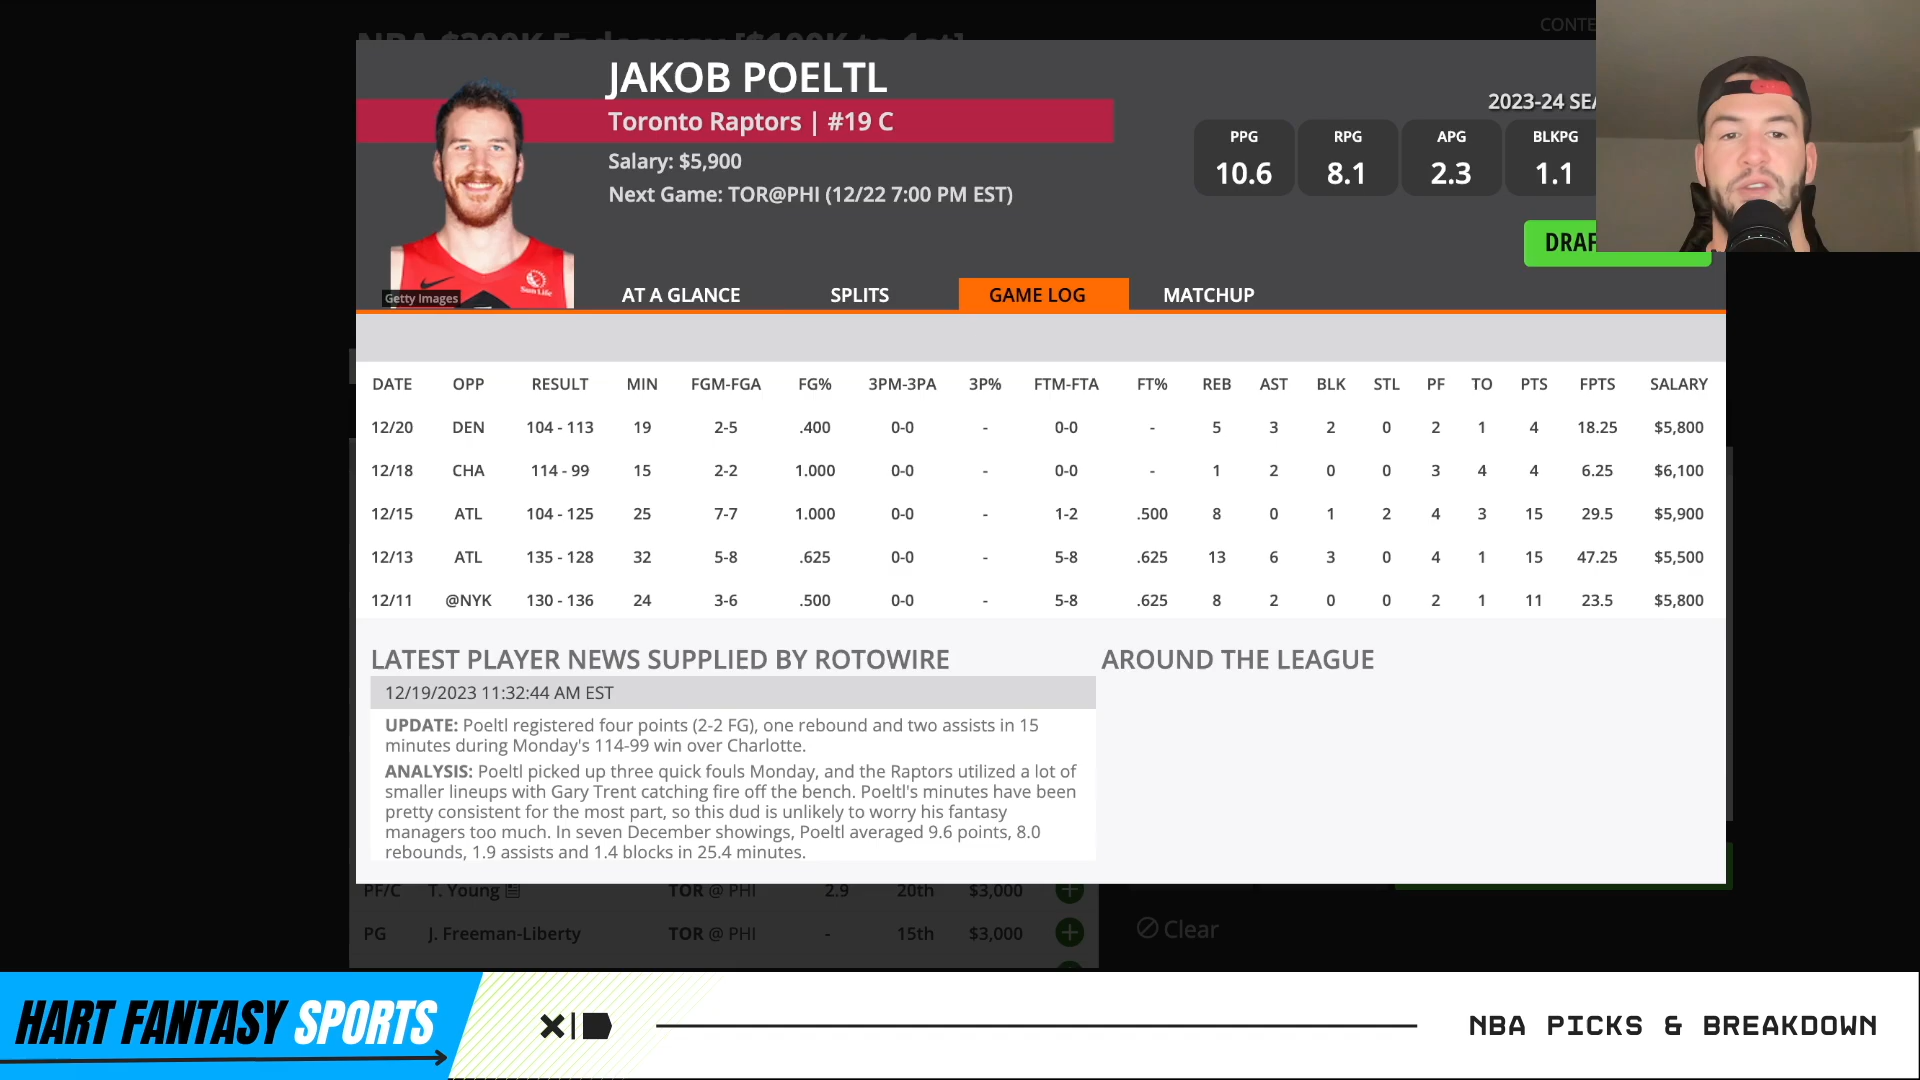 NBA $200K Fadeaway [$100K to 1st]
CONTE
JAKOB POELTL
Toronto Raptors | #19 C
Salary: $5,900
Next Game: TOR@PHI (12/22 7:00 PM EST)
2023-24 SEA
PPG RPG APG BLKPG
10.6 8.1 2.3 1.1
DRAF
Getty Images
Sun Life
AT A GLANCE SPLITS GAME LOG MATCHUP
DATE OPP RESULT MIN FGM-FGA FG% 3PM-3PA 3P% FTM-FTA FT% REB AST BLK STL PF TO PTS FPTS SALARY
12/20 DEN 104 - 113 19 2-5 .400 0-0 - 0-0 - 5 3 2 0 2 1 4 18.25 $5,800
12/18 CHA 114 - 99 15 2-2 1.000 0-0 - 0-0 - 1 2 0 0 3 4 4 6.25 $6,100
12/15 ATL 104 - 125 25 7-7 1.000 0-0 - 1-2 .500 8 0 1 2 4 3 15 29.5 $5,900
12/13 ATL 135 - 128 32 5-8 .625 0-0 - 5-8 .625 13 6 3 0 4 1 15 47.25 $5,500
12/11 @NYK 130 - 136 24 3-6 .500 0-0 - 5-8 .625 8 2 0 0 2 1 11 23.5 $5,800
LATEST PLAYER NEWS SUPPLIED BY ROTOWIRE
AROUND THE LEAGUE
12/19/2023 11:32:44 AM EST
UPDATE: Poeltl registered four points (2-2 FG), one rebound and two assists in 15
minutes during Monday's 114-99 win over Charlotte.
ANALYSIS: Poeltl picked up three quick fouls Monday, and the Raptors utilized a lot of
smaller lineups with Gary Trent catching fire off the bench. Poeltl's minutes have been
pretty consistent for the most part, so this dud is unlikely to worry his fantasy
managers too much. In seven December showings, Poeltl averaged 9.6 points, 8.0
rebounds, 1.9 assists and 1.4 blocks in 25.4 minutes.
PF/C T. Young TOR @ PHI 2.9 20th $3,000
PG J. Freeman-Liberty TOR @ PHI - 15th $3,000
Clear
HART FANTASY SPORTS
NBA PICKS & BREAKDOWN